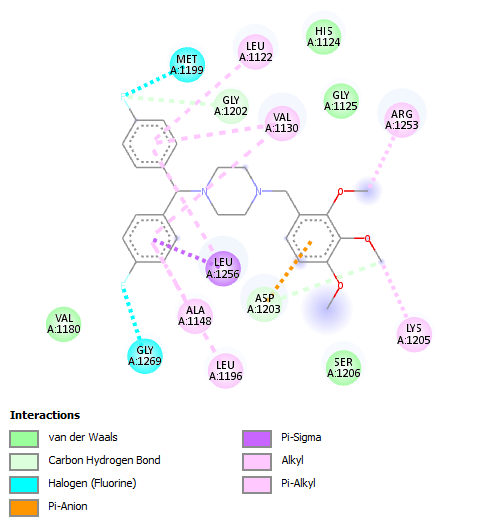 HIS
A:1124
LEU
A:1122
MET
A:1199
GLY
A:1202
GLY
A:1125
VAL
A:1130
ARG
A:1253
N
N
O
O
O
LEU
A:1256
ASP
A:1203
ALA
A:1148
VAL
A:1180
GLY
A:1269
LEU
A:1196
SER
A:1206
LYS
A:1205
Interactions
van der Waals
Carbon Hydrogen Bond
Halogen (Fluorine)
Pi-Anion
Pi-Sigma
Alkyl
Pi-Alkyl